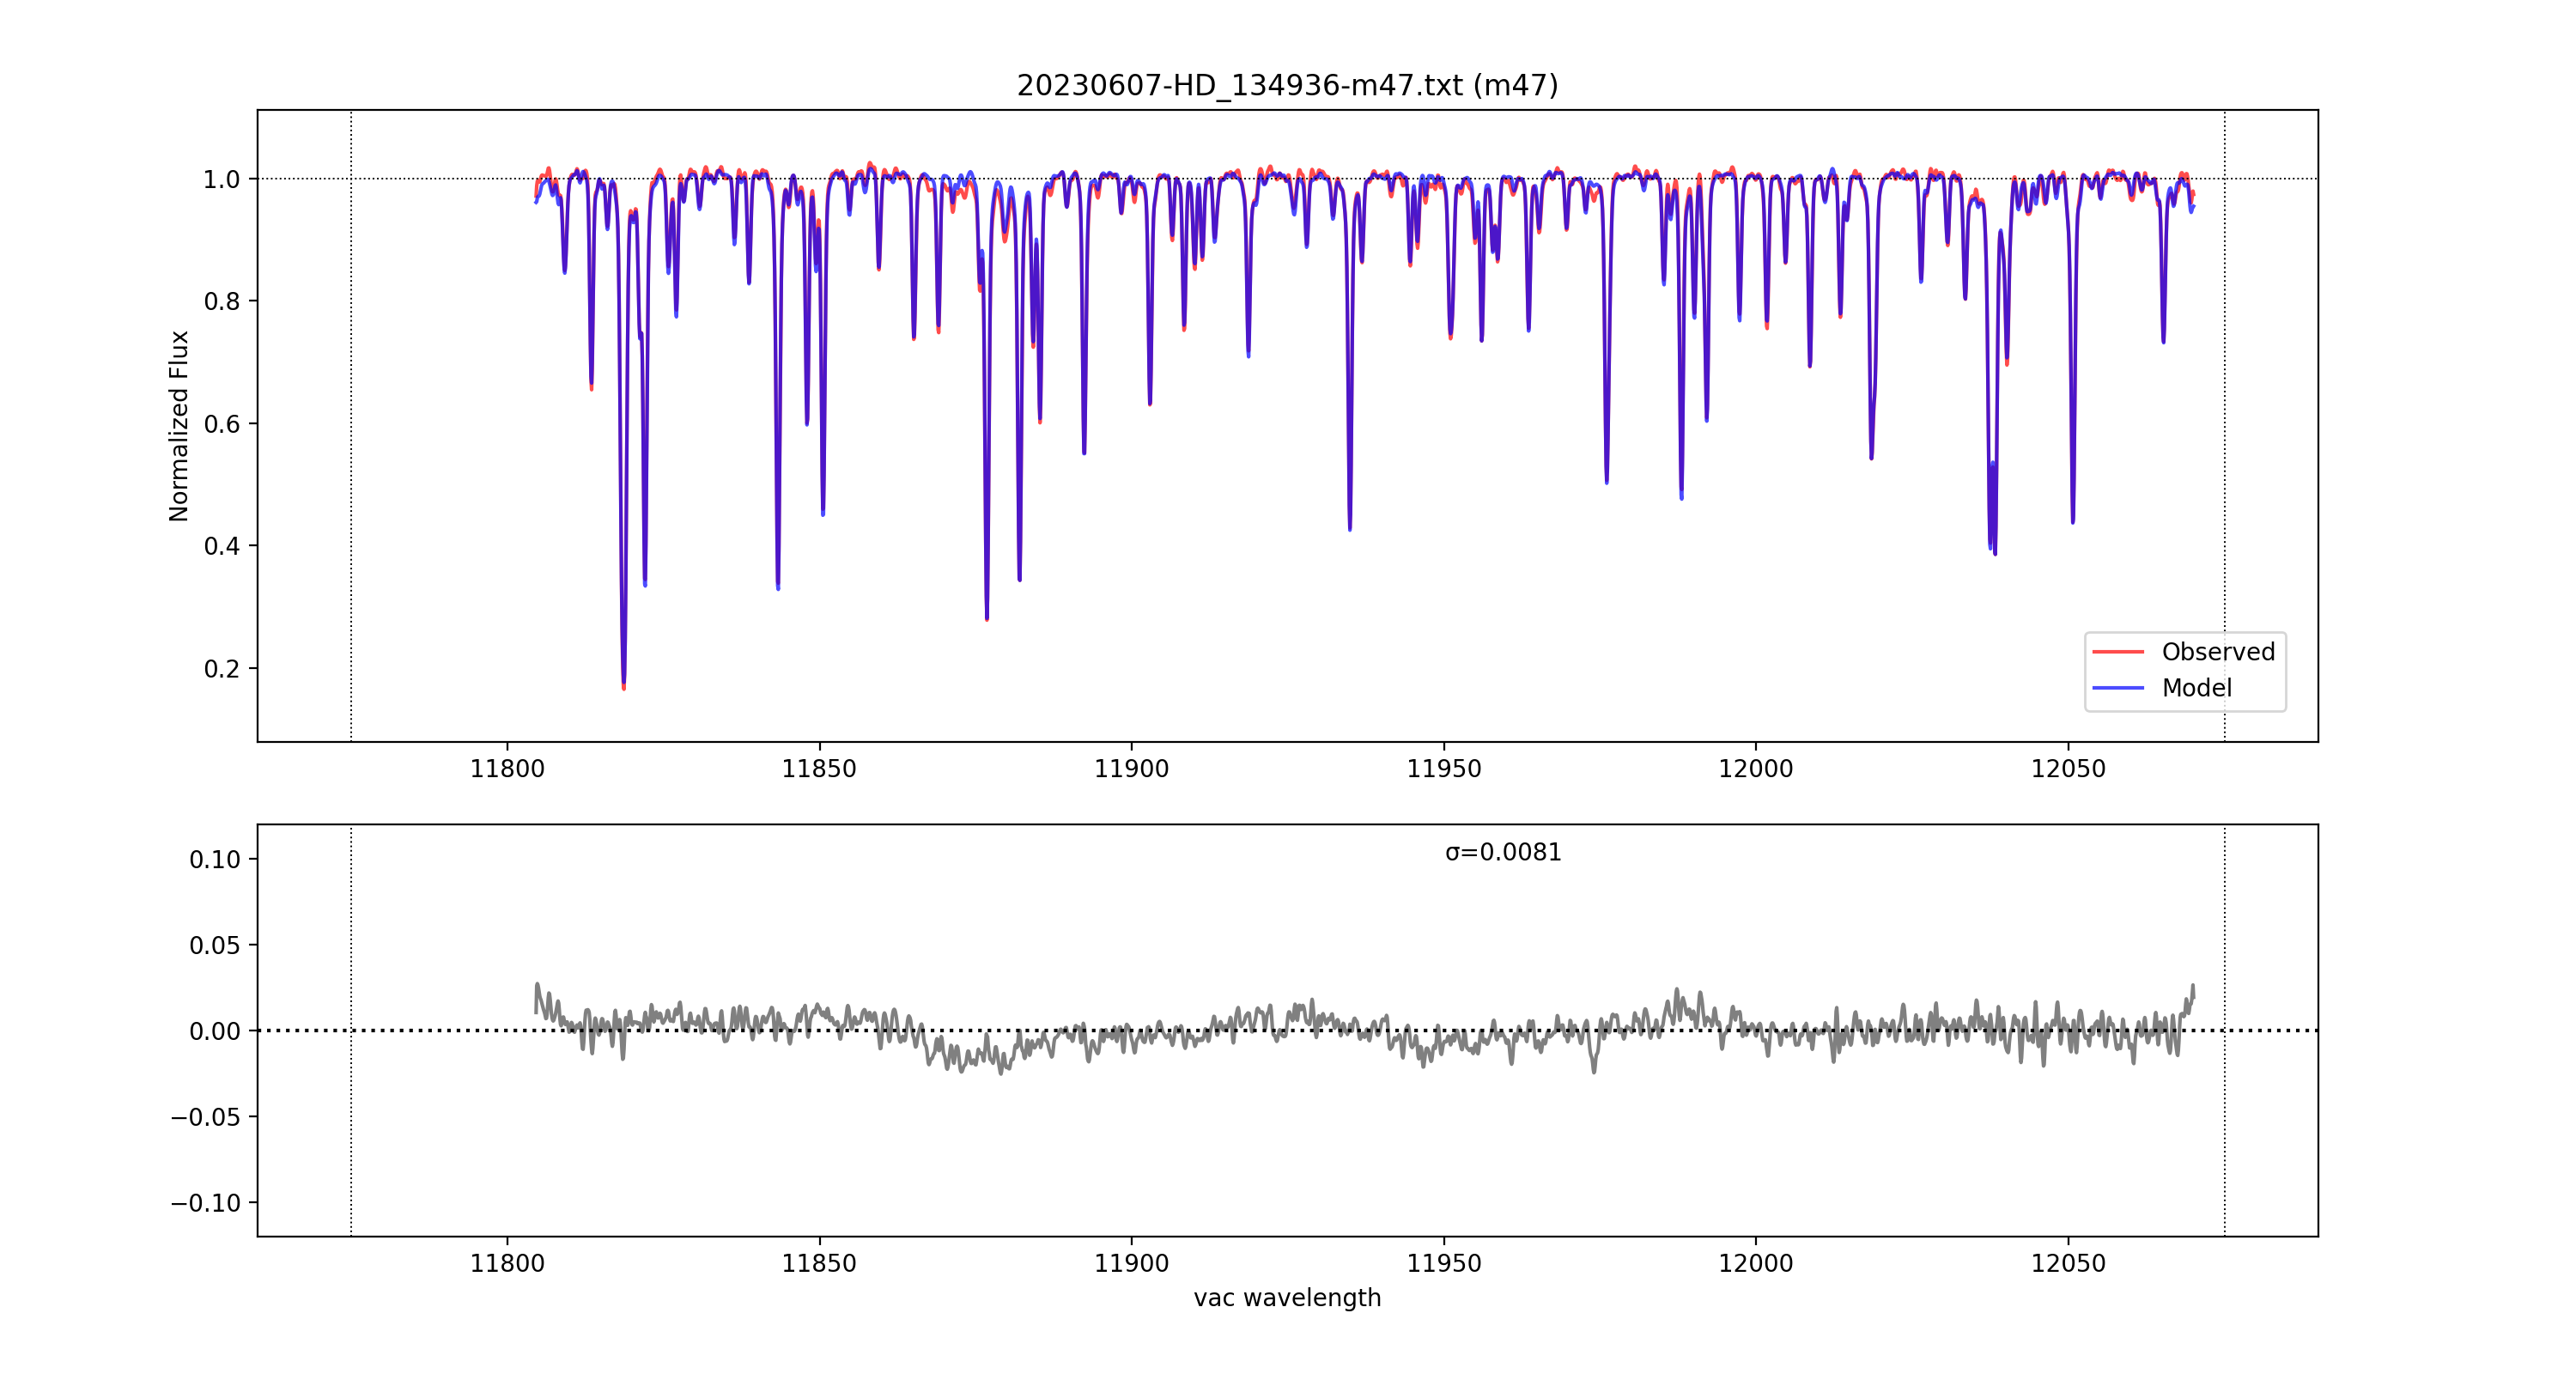 20230607-HD_134936-m47.txt (m47)
Normalized Flux
1.0
0.8
0.6
0.4
0.2
Observed
Model
11800 11850 11900 11950 12000 12050
σ=0.0081
0.10
0.05
0.00
−0.05
−0.10
11800 11850 11900 11950 12000 12050
vac wavelength